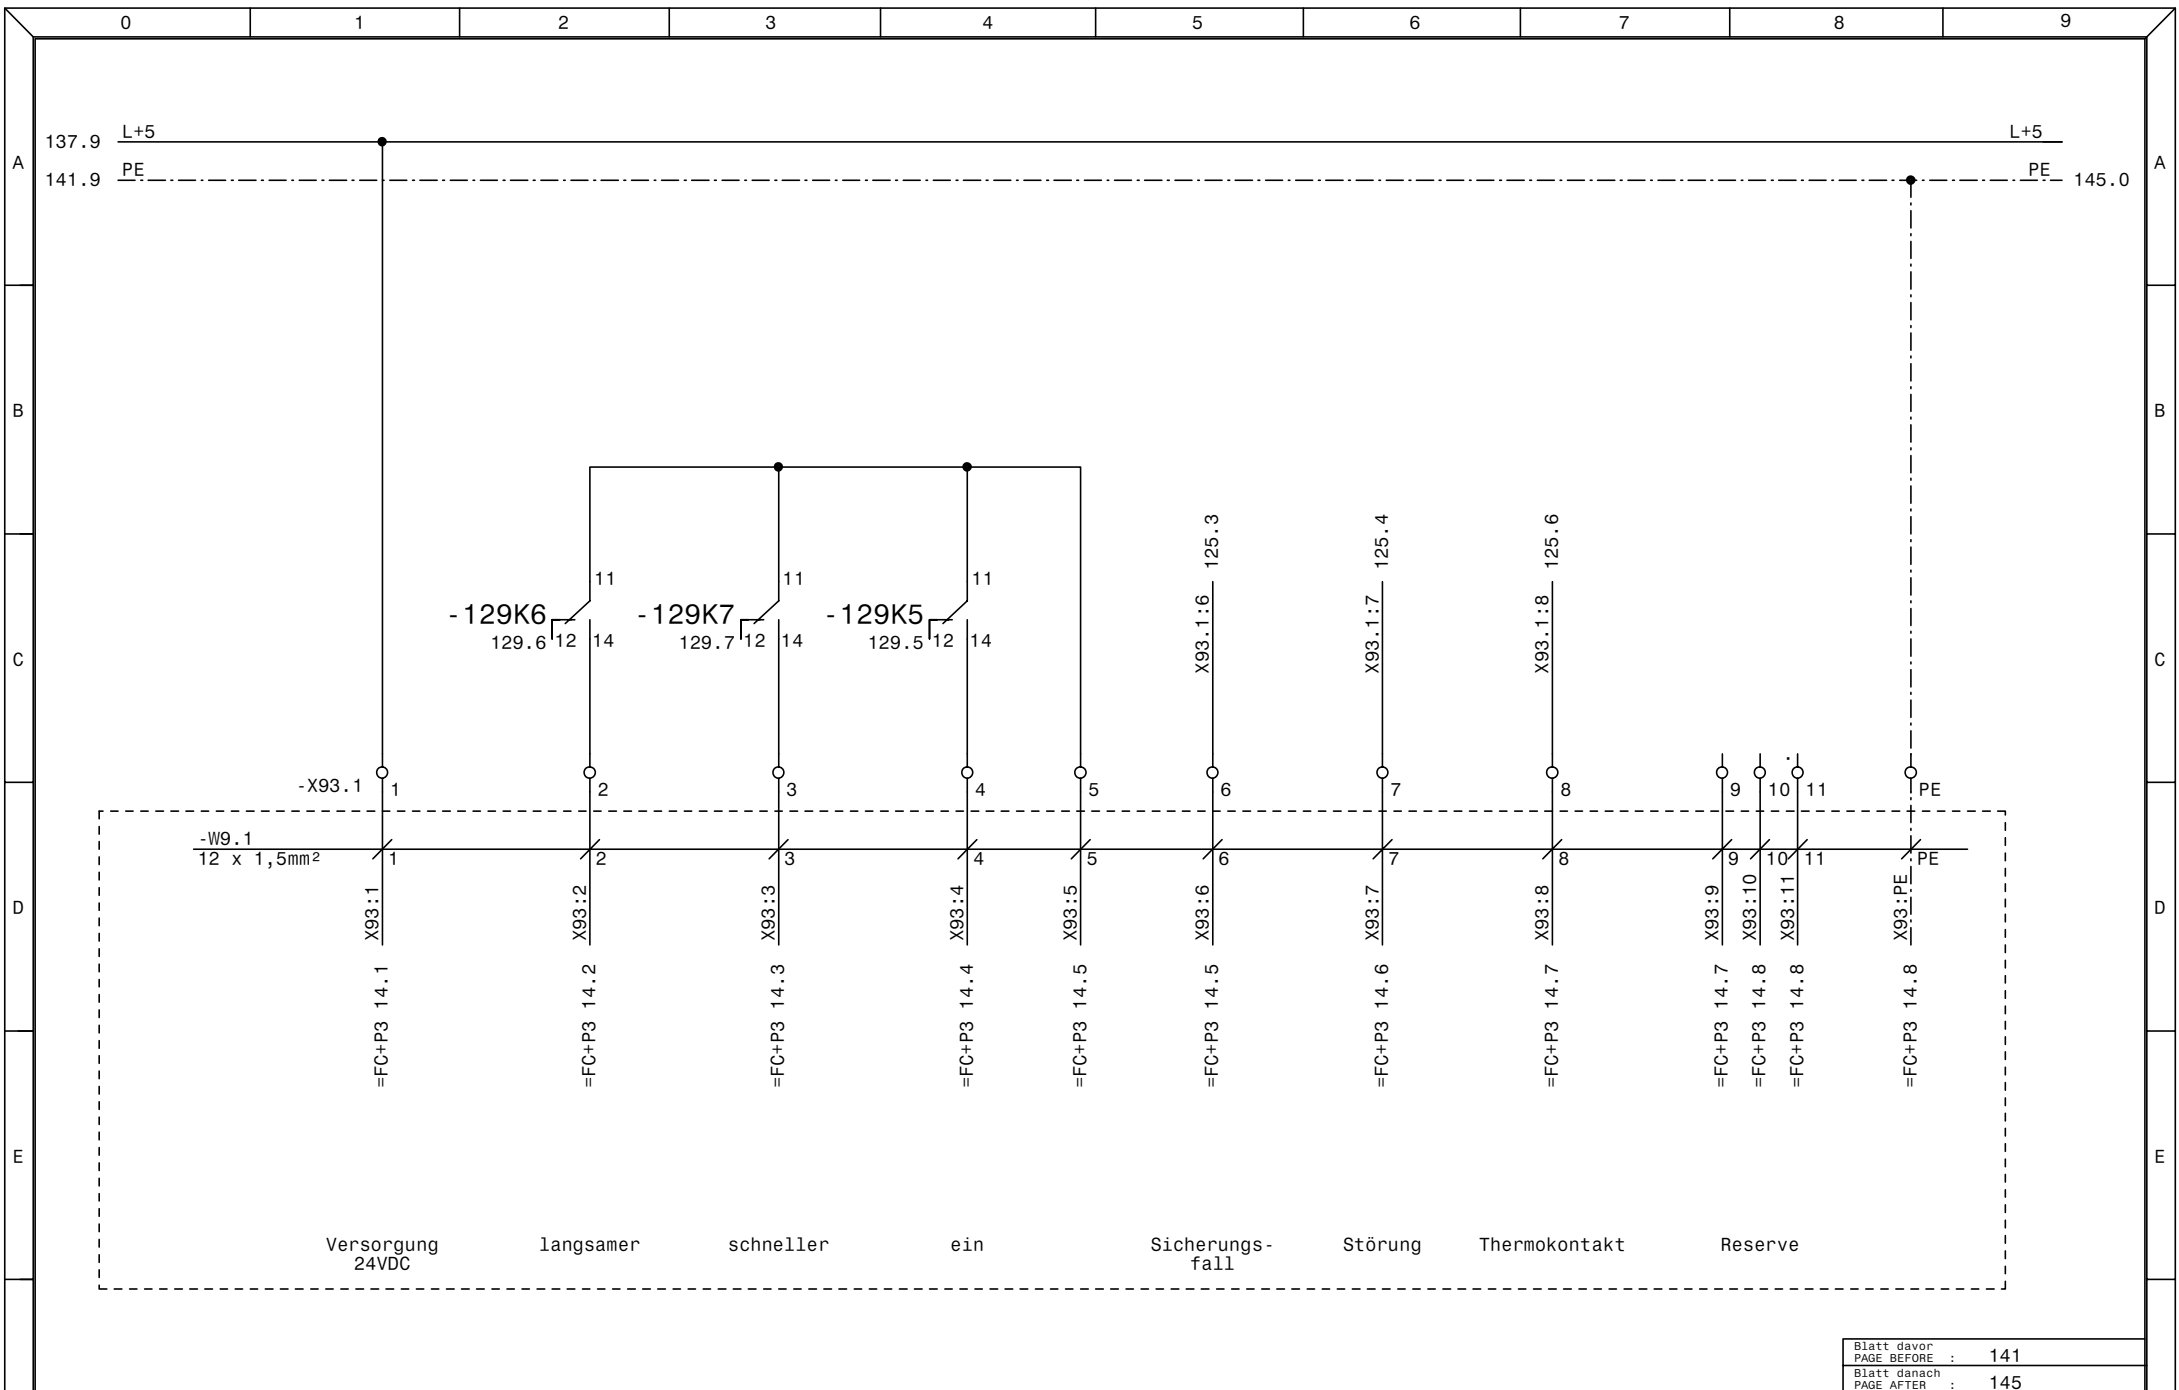 0 1 2 3 4 5 6 7 8 9
L+5 L+5
137.9
A A
PE PE
141.9 145.0
B B
125.3 125.4 125.6
11 11 11
-129K6 -129K7 -129K5
129.6 12 14 129.7 12 14 129.5 12 14
X93.1:6 X93.1:7 X93.1:8
C C
-X93.1 1 2 3 4 5 6 7 8 9 10 11 PE
-W9.1
12 x 1,5mm² 1 2 3 4 5 6 7 8 9 10 11 PE
X93:1 X93:2 X93:3 X93:4 X93:5 X93:6 X93:7 X93:8 X93:9 X93:10 X93:11 X93:PE
D D
=FC+P3 14.1 =FC+P3 14.2 =FC+P3 14.3 =FC+P3 14.4 =FC+P3 14.5 =FC+P3 14.5 =FC+P3 14.6 =FC+P3 14.7 =FC+P3 14.7 =FC+P3 14.8 =FC+P3 14.8 =FC+P3 14.8
E E
Versorgung langsamer schneller ein Sicherungs- Störung Thermokontakt Reserve
24VDC fall
Blatt davor
PAGE BEFORE : 141
Blatt danach
PAGE AFTER : 145